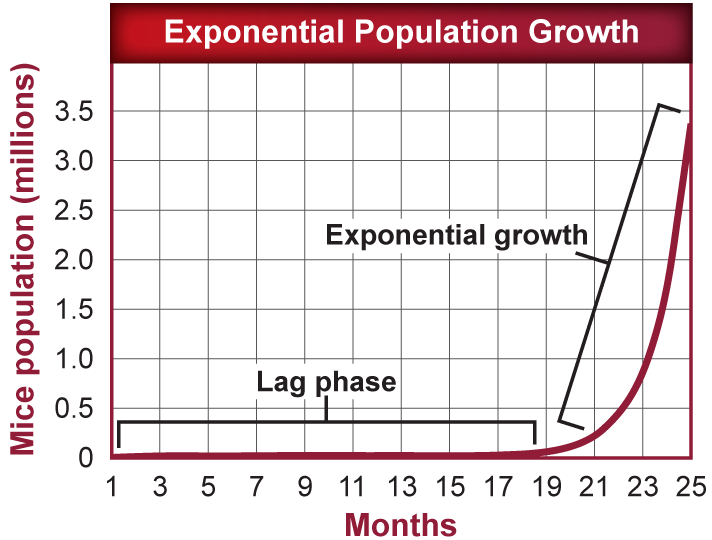 Exponential Population Growth
Mice population (millions)
3.5
3.0
2.5
2.0
1.5
1.0
0.5
0
Exponential growth
Lag phase
1 3 5 7 9 11 13 15 17 19 21 23 25
Months